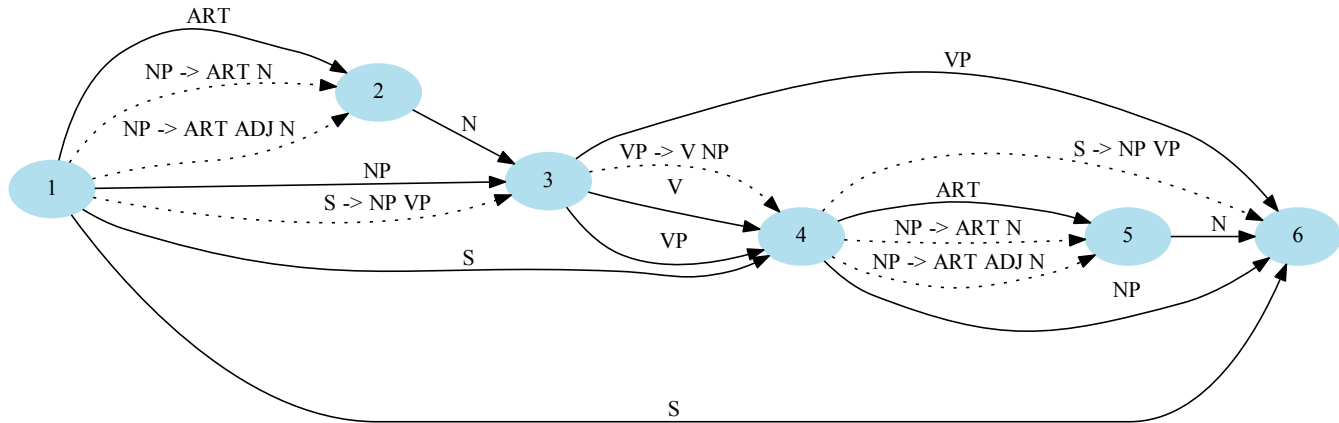 ART
VP
NP -> ART N
2
NP -> ART ADJ N
N
VP -> V NP
S -> NP VP
1
NP
3
V
ART
S -> NP VP
VP
4
NP -> ART N
5
N
6
S
NP -> ART ADJ N
NP
S